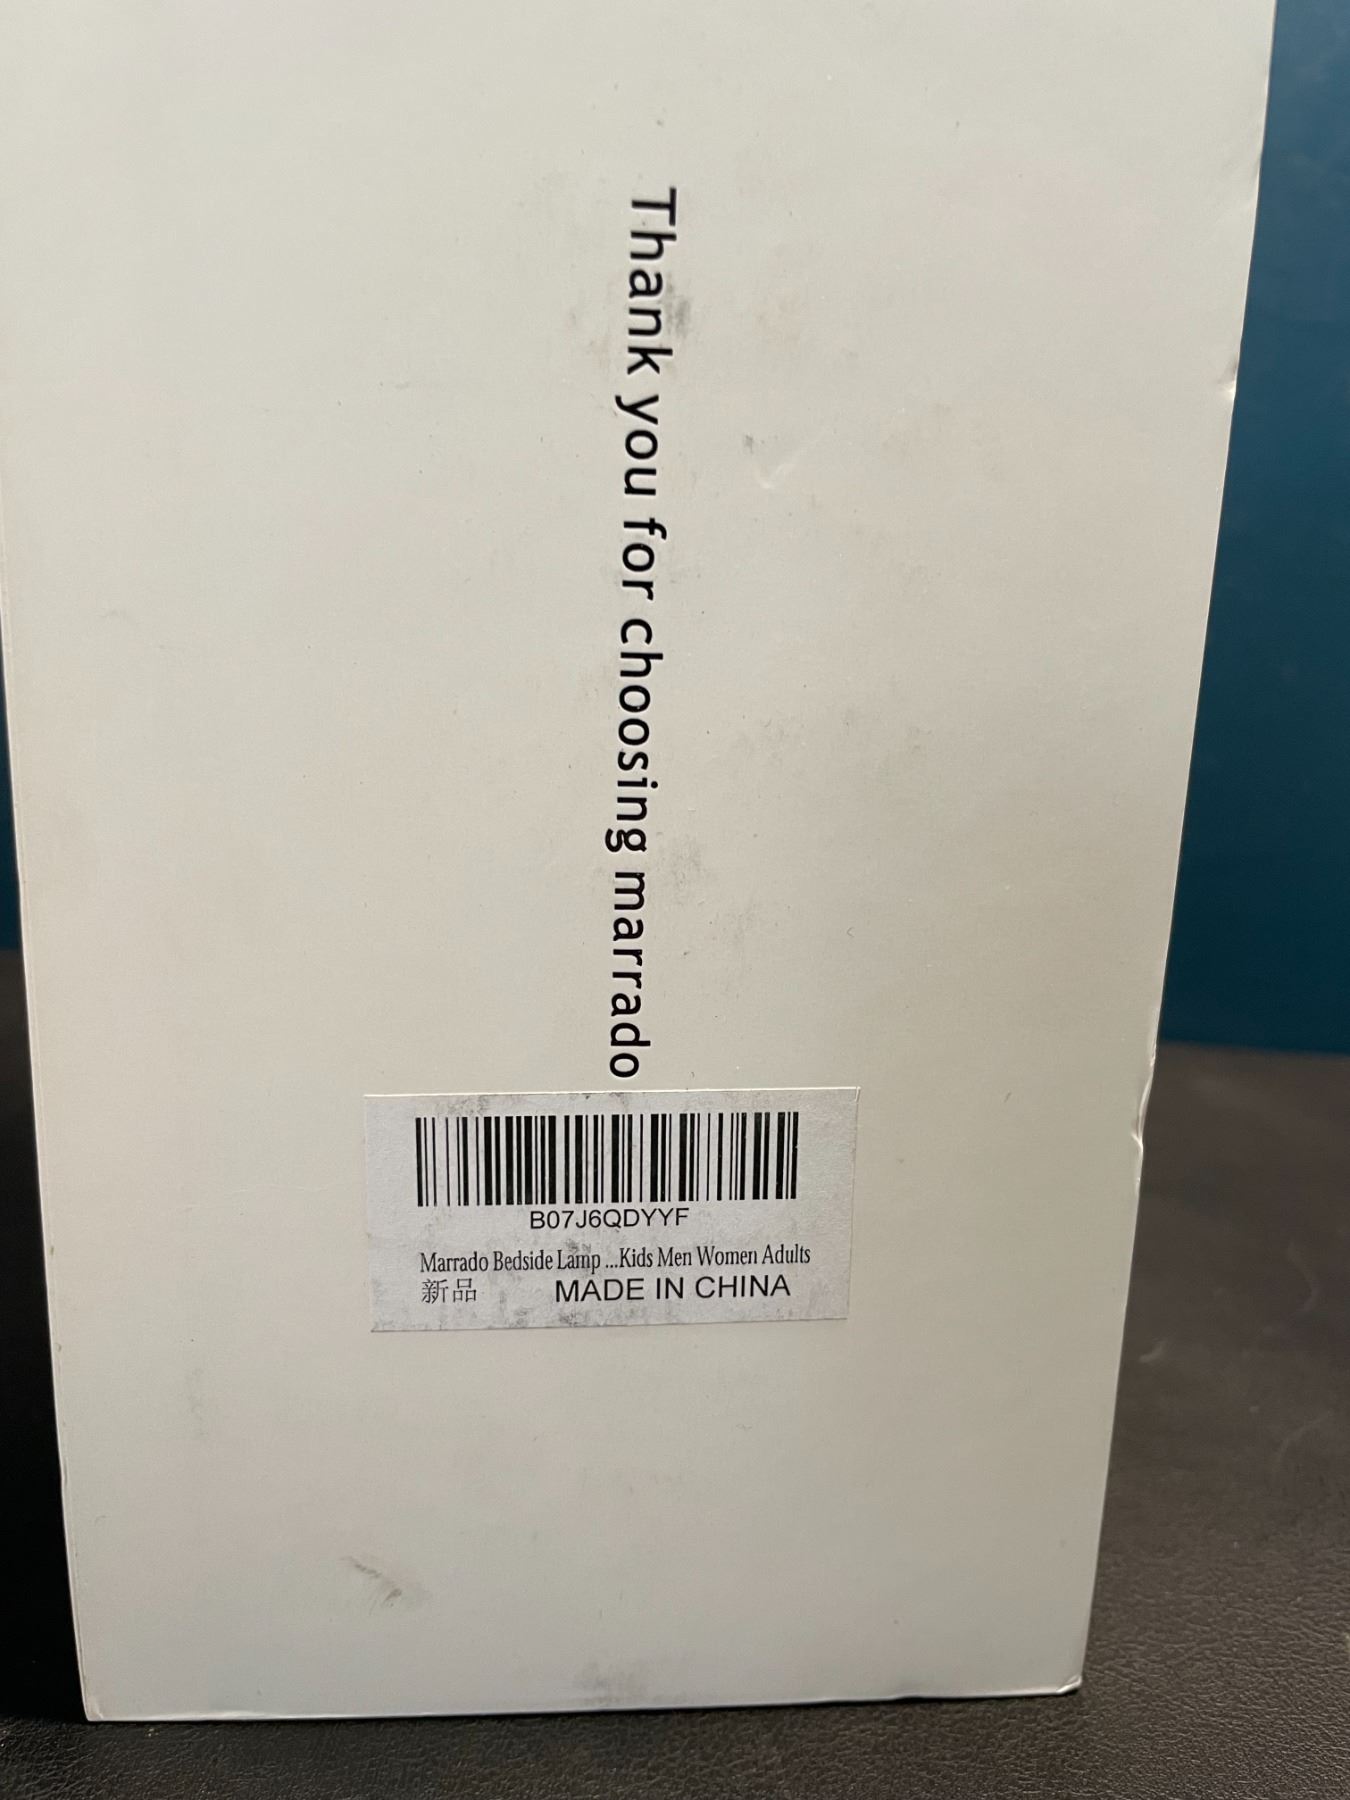 Thank you for choosing marrado
B07J6QDYYF
Marrado Bedside Lamp ...Kids Men Women Adults
新品 MADE IN CHINA